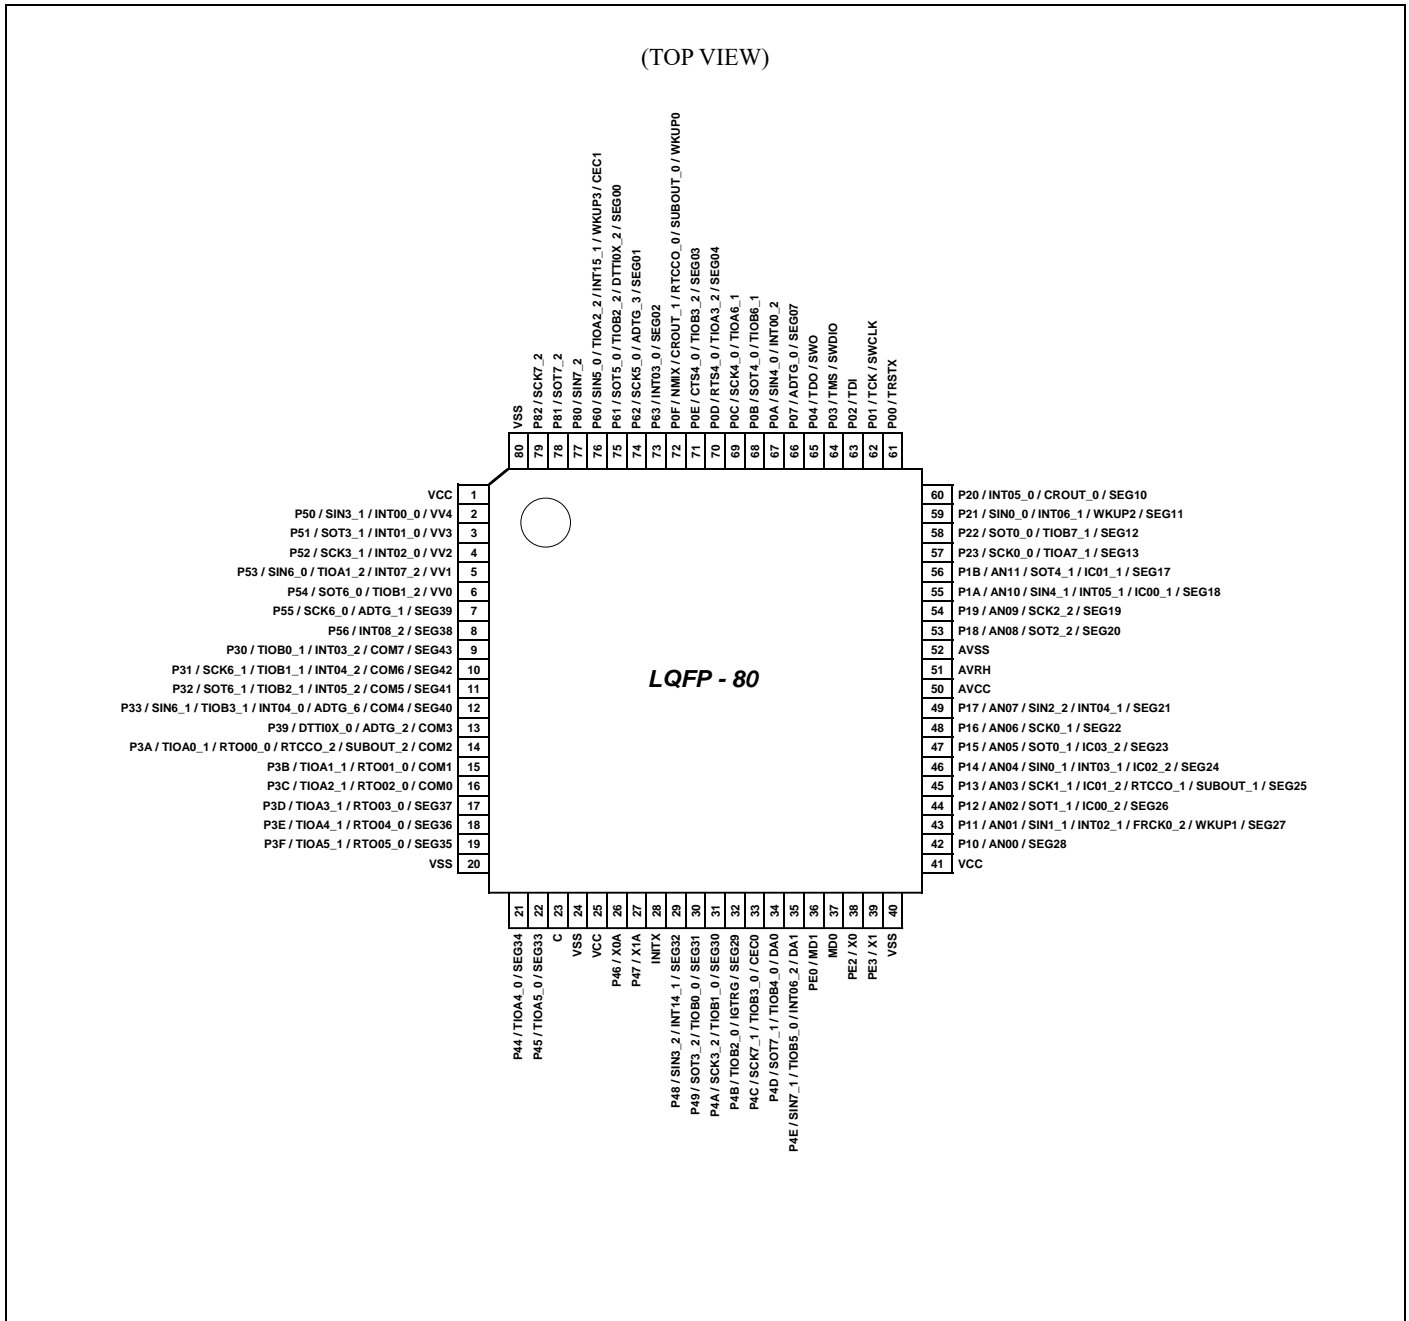 (TOP VIEW)
VSS
P82 / SCK7_2
P81 / SOT7_2
P80 / SIN7_2
P60 / SIN5_0 / TIOA2_2 / INT15_1 / WKUP3 / CEC1
P61 / SOT5_0 / TIOB2_2 / DTTI0X_2 / SEG00
P62 / SCK5_0 / ADTG_3 / SEG01
P63 / INT03_0 / SEG02
P0F / NMIX / CROUT_1 / RTCCO_0 / SUBOUT_0 / WKUP0
P0E / CTS4_0 / TIOB3_2 / SEG03
P0D / RTS4_0 / TIOA3_2 / SEG04
P0C / SCK4_0 / TIOA6_1
P0B / SOT4_0 / TIOB6_1
P0A / SIN4_0 / INT00_2
P07 / ADTG_0 / SEG07
P04 / TDO / SWO
P03 / TMS / SWDIO
P02 / TDI
P01 / TCK / SWCLK
P00 / TRSTX
80 79 78 77 76 75 74 73 72 71 70 69 68 67 66 65 64 63 62 61
VCC 1
P50 / SIN3_1 / INT00_0 / VV4 2
P51 / SOT3_1 / INT01_0 / VV3 3
P52 / SCK3_1 / INT02_0 / VV2 4
P53 / SIN6_0 / TIOA1_2 / INT07_2 / VV1 5
P54 / SOT6_0 / TIOB1_2 / VV0 6
P55 / SCK6_0 / ADTG_1 / SEG39 7
P56 / INT08_2 / SEG38 8
P30 / TIOB0_1 / INT03_2 / COM7 / SEG43 9
P31 / SCK6_1 / TIOB1_1 / INT04_2 / COM6 / SEG42 10
P32 / SOT6_1 / TIOB2_1 / INT05_2 / COM5 / SEG41 11
P33 / SIN6_1 / TIOB3_1 / INT04_0 / ADTG_6 / COM4 / SEG40 12
P39 / DTTI0X_0 / ADTG_2 / COM3 13
P3A / TIOA0_1 / RTO00_0 / RTCCO_2 / SUBOUT_2 / COM2 14
P3B / TIOA1_1 / RTO01_0 / COM1 15
P3C / TIOA2_1 / RTO02_0 / COM0 16
P3D / TIOA3_1 / RTO03_0 / SEG37 17
P3E / TIOA4_1 / RTO04_0 / SEG36 18
P3F / TIOA5_1 / RTO05_0 / SEG35 19
VSS 20
LQFP - 80
60 P20 / INT05_0 / CROUT_0 / SEG10
59 P21 / SIN0_0 / INT06_1 / WKUP2 / SEG11
58 P22 / SOT0_0 / TIOB7_1 / SEG12
57 P23 / SCK0_0 / TIOA7_1 / SEG13
56 P1B / AN11 / SOT4_1 / IC01_1 / SEG17
55 P1A / AN10 / SIN4_1 / INT05_1 / IC00_1 / SEG18
54 P19 / AN09 / SCK2_2 / SEG19
53 P18 / AN08 / SOT2_2 / SEG20
52 AVSS
51 AVRH
50 AVCC
49 P17 / AN07 / SIN2_2 / INT04_1 / SEG21
48 P16 / AN06 / SCK0_1 / SEG22
47 P15 / AN05 / SOT0_1 / IC03_2 / SEG23
46 P14 / AN04 / SIN0_1 / INT03_1 / IC02_2 / SEG24
45 P13 / AN03 / SCK1_1 / IC01_2 / RTCCO_1 / SUBOUT_1 / SEG25
44 P12 / AN02 / SOT1_1 / IC00_2 / SEG26
43 P11 / AN01 / SIN1_1 / INT02_1 / FRCK0_2 / WKUP1 / SEG27
42 P10 / AN00 / SEG28
41 VCC
21 22 23 24 25 26 27 28 29 30 31 32 33 34 35 36 37 38 39 40
P44 / TIOA4_0 / SEG34
P45 / TIOA5_0 / SEG33
C
VSS
VCC
P46 / X0A
P47 / X1A
INITX
P48 / SIN3_2 / INT14_1 / SEG32
P49 / SOT3_2 / TIOB0_0 / SEG31
P4A / SCK3_2 / TIOB1_0 / SEG30
P4B / TIOB2_0 / IGTRG / SEG29
P4C / SCK7_1 / TIOB3_0 / CEC0
P4D / SOT7_1 / TIOB4_0 / DA0
P4E / SIN7_1 / TIOB5_0 / INT06_2 / DA1
PE0 / MD1
MD0
PE2 / X0
PE3 / X1
VSS